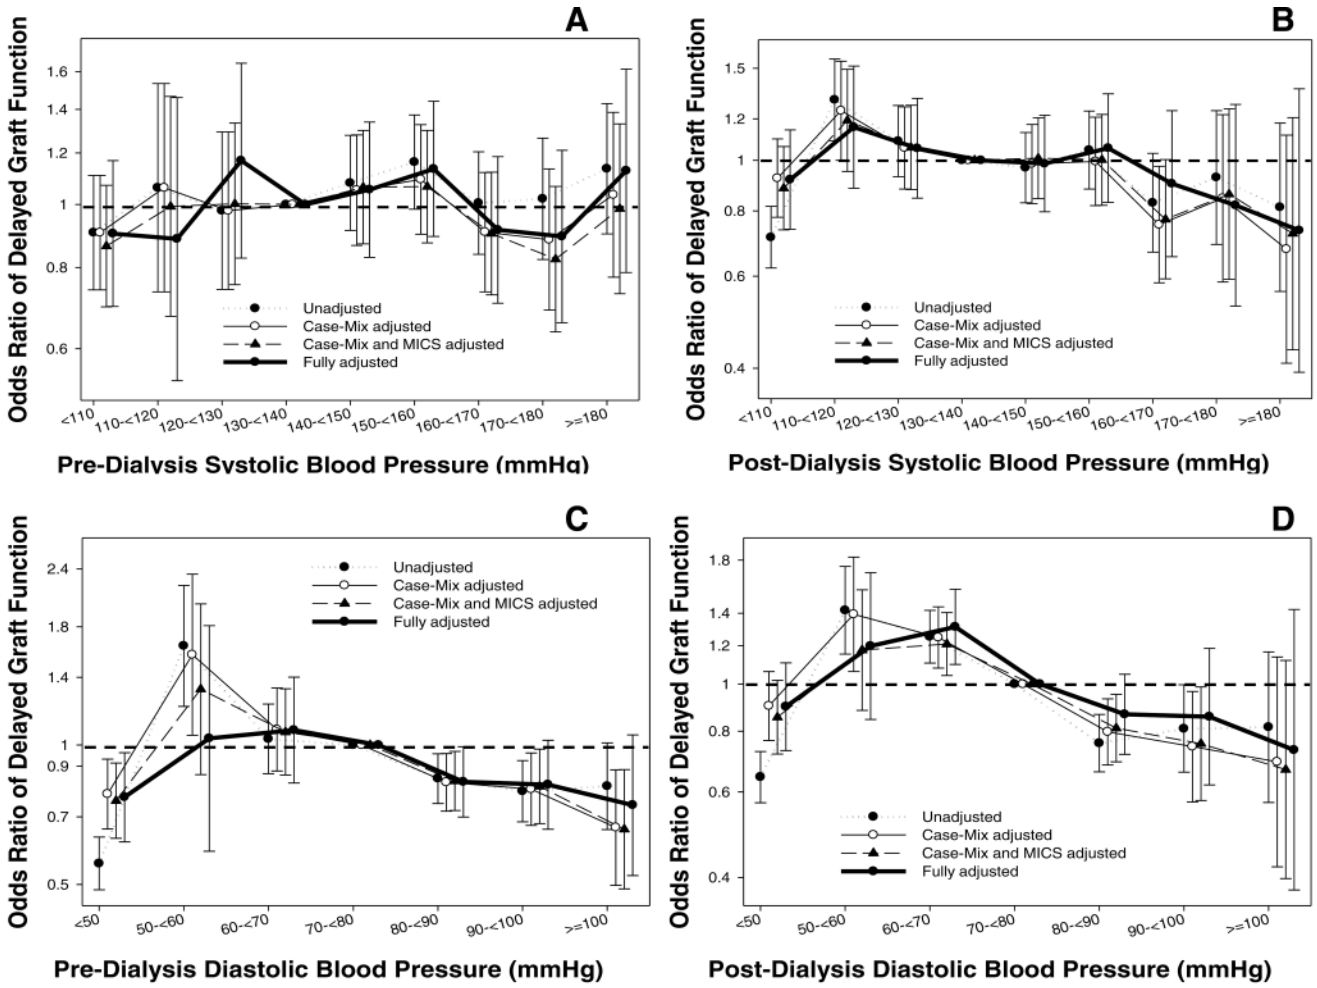 A
Odds Ratio of Delayed Graft Function
1.6
1.4
1.2
1
0.8
0.6
Unadjusted
Case-Mix adjusted
Case-Mix and MICS adjusted
Fully adjusted
<110 110-<120 120-<130 130-<140 140-<150 150-<160 160-<170 170-<180 >=180
Pre-Dialysis Systolic Blood Pressure (mmHg)
B
Odds Ratio of Delayed Graft Function
1.5
1.2
1
0.8
0.6
0.4
Unadjusted
Case-Mix adjusted
Case-Mix and MICS adjusted
Fully adjusted
<110 110-<120 120-<130 130-<140 140-<150 150-<160 160-<170 170-<180 >=180
Post-Dialysis Systolic Blood Pressure (mmHg)
C
Odds Ratio of Delayed Graft Function
2.4
1.8
1.4
1
0.9
0.7
0.5
Unadjusted
Case-Mix adjusted
Case-Mix and MICS adjusted
Fully adjusted
<50 50-<60 60-<70 70-<80 80-<90 90-<100 >=100
Pre-Dialysis Diastolic Blood Pressure (mmHg)
D
Odds Ratio of Delayed Graft Function
1.8
1.4
1.2
1
0.8
0.6
0.4
Unadjusted
Case-Mix adjusted
Case-Mix and MICS adjusted
Fully adjusted
<50 50-<60 60-<70 70-<80 80-<90 90-<100 >=100
Post-Dialysis Diastolic Blood Pressure (mmHg)